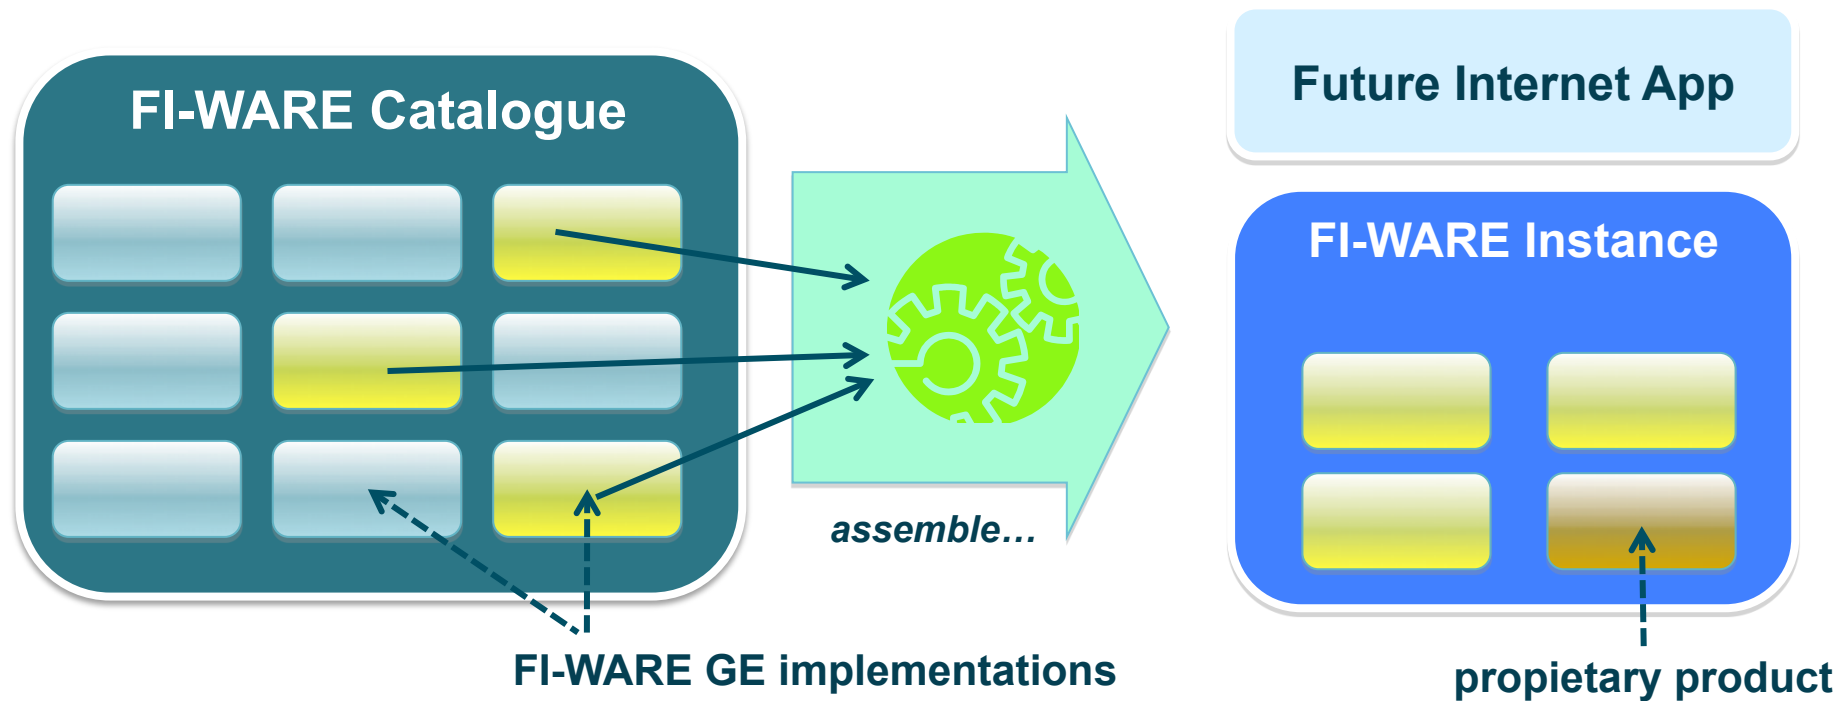 FI-WARE Catalogue
Future Internet App
FI-WARE Instance
assemble…
FI-WARE GE implementations
propietary product